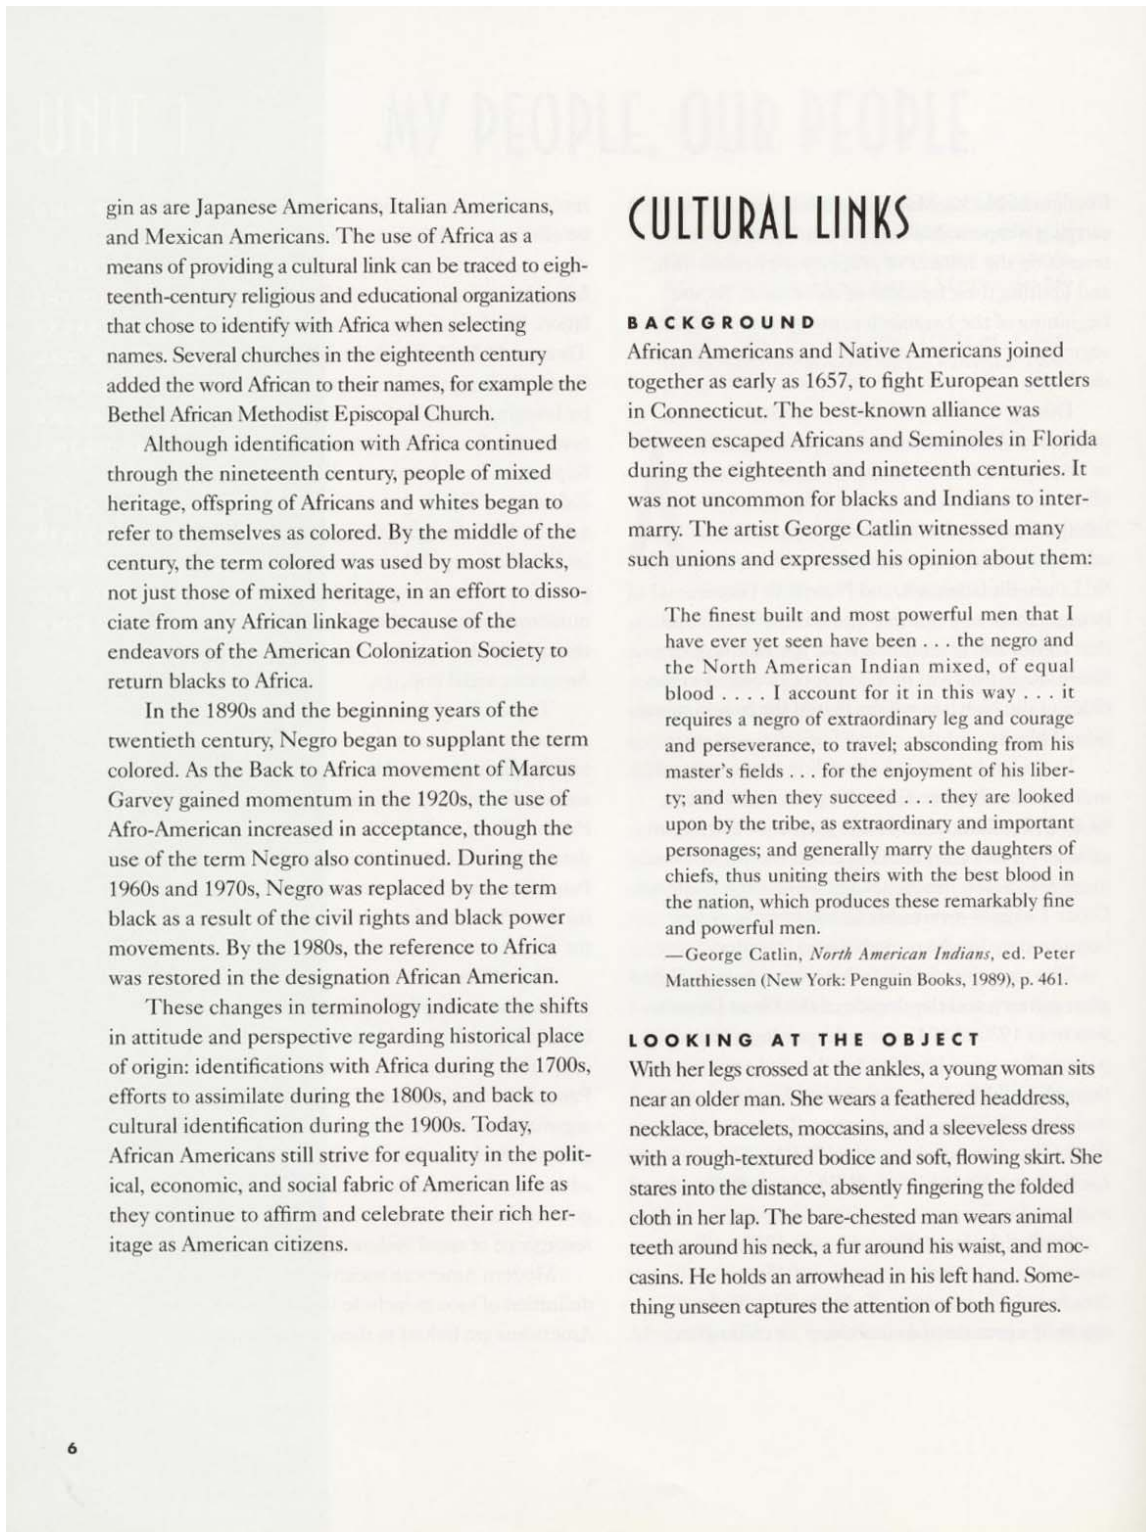 gin as are Japanese Americans, Italian Americans,
and Mexican Americans. The use of Africa as a
means of providing a cultural link can be traced to eigh-
teenth-century religious and educational organizations
that chose to identify with Africa when selecting
names. Several churches in the eighteenth century
added the word African to their names, for example the
Bethel African Methodist Episcopal Church.
Although identification with Africa continued
through the nineteenth century, people of mixed
heritage, offspring of Africans and whites began to
refer to themselves as colored. By the middle of the
century, the term colored was used by most blacks,
not just those of mixed heritage, in an effort to disso-
ciate from any African linkage because of the
endeavors of the American Colonization Society to
return blacks to Africa.
In the 1890s and the beginning years of the
twentieth century, Negro began to supplant the term
colored. As the Back to Africa movement of Marcus
Garvey gained momentum in the 1920s, the use of
Afro-American increased in acceptance, though the
use of the term Negro also continued. During the
1960s and 1970s, Negro was replaced by the term
black as a result of the civil rights and black power
movements. By the 1980s, the reference to Africa
was restored in the designation African American.
These changes in terminology indicate the shifts
in attitude and perspective regarding historical place
of origin: identifications with Africa during the 1700s,
efforts to assimilate during the 1800s, and back to
cultural identification during the 1900s. Today,
African Americans still strive for equality in the polit-
ical, economic, and social fabric of American life as
they continue to affirm and celebrate their rich her-
itage as American citizens.
CULTURAL LINKS
BACKGROUND
African Americans and Native Americans joined
together as early as 1657, to fight European settlers
in Connecticut. The best-known alliance was
between escaped Africans and Seminoles in Florida
during the eighteenth and nineteenth centuries. It
was not uncommon for blacks and Indians to inter-
marry. The artist George Catlin witnessed many
such unions and expressed his opinion about them:
The finest built and most powerful men that I
have ever yet seen have been . . . the negro and
the North American Indian mixed, of equal
blood . . . . I account for it in this way . . . it
requires a negro of extraordinary leg and courage
and perseverance, to travel; absconding from his
master's fields . . . for the enjoyment of his liber-
ty; and when they succeed . . . they are looked
upon by the tribe, as extraordinary and important
personages; and generally marry the daughters of
chiefs, thus uniting theirs with the best blood in
the nation, which produces these remarkably fine
and powerful men.
—George Catlin, North American Indians, ed. Peter
Matthiessen (New York: Penguin Books, 1989), p. 461.
LOOKING AT THE OBJECT
With her legs crossed at the ankles, a young woman sits
near an older man. She wears a feathered headdress,
necklace, bracelets, moccasins, and a sleeveless dress
with a rough-textured bodice and soft, flowing skirt. She
stares into the distance, absently fingering the folded
cloth in her lap. The bare-chested man wears animal
teeth around his neck, a fur around his waist, and moc-
casins. He holds an arrowhead in his left hand. Some-
thing unseen captures the attention of both figures.
6